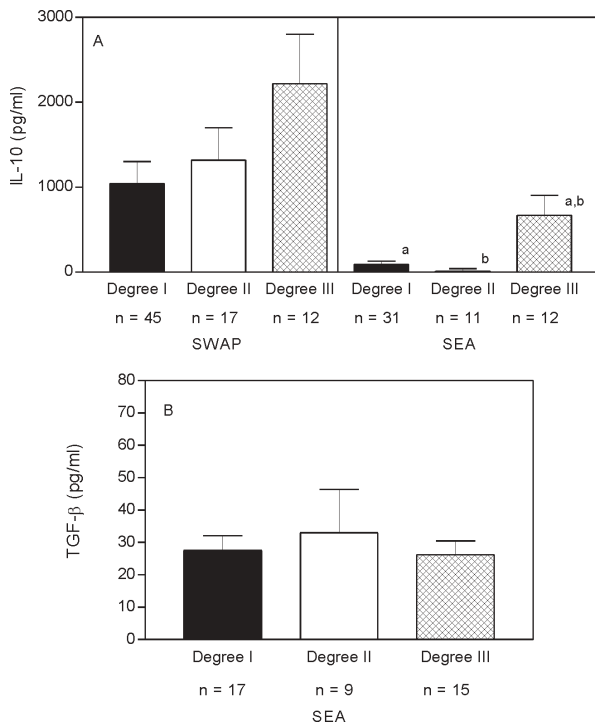 3000
A
2000
IL-10 (pg/ml)
1000
a,b
a
b
0
Degree I Degree II Degree III Degree I Degree II Degree III
n = 45 n = 17 n = 12 n = 31 n = 11 n = 12
SWAP SEA
80
B
70
60
50
TGF-β (pg/ml)
40
30
20
10
0
Degree I Degree II Degree III
n = 17 n = 9 n = 15
SEA